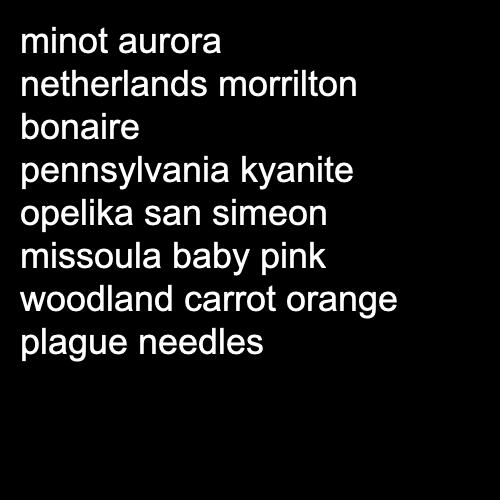 minot aurora
netherlands morrilton
bonaire
pennsylvania kyanite
opelika san simeon
missoula baby pink
woodland carrot orange
plague needles